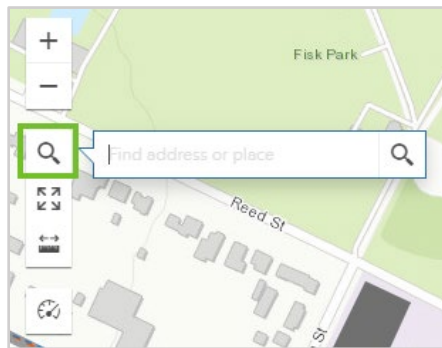 Fisk Park
Find address or place
Reed St
St